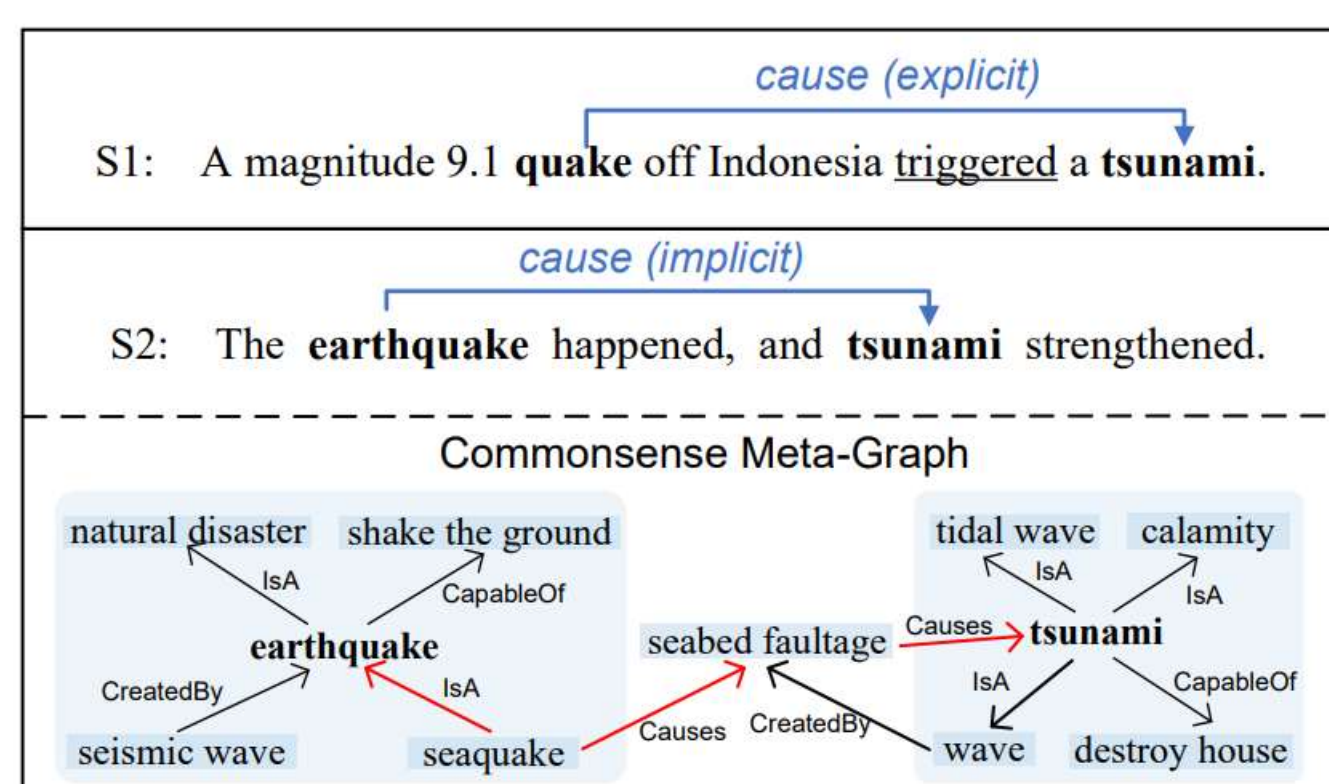 cause (explicit)
S1: A magnitude 9.1 quake off Indonesia triggered a tsunami.
cause (implicit)
S2: The earthquake happened, and tsunami strengthened.
Commonsense Meta-Graph
natural disaster shake the ground tidal wave calamity
IsA CapableOf IsA IsA
earthquake seabed faultage Causes tsunami
CreatedBy IsA IsA CapableOf
Causes CreatedBy
seismic wave seaquake wave destroy house